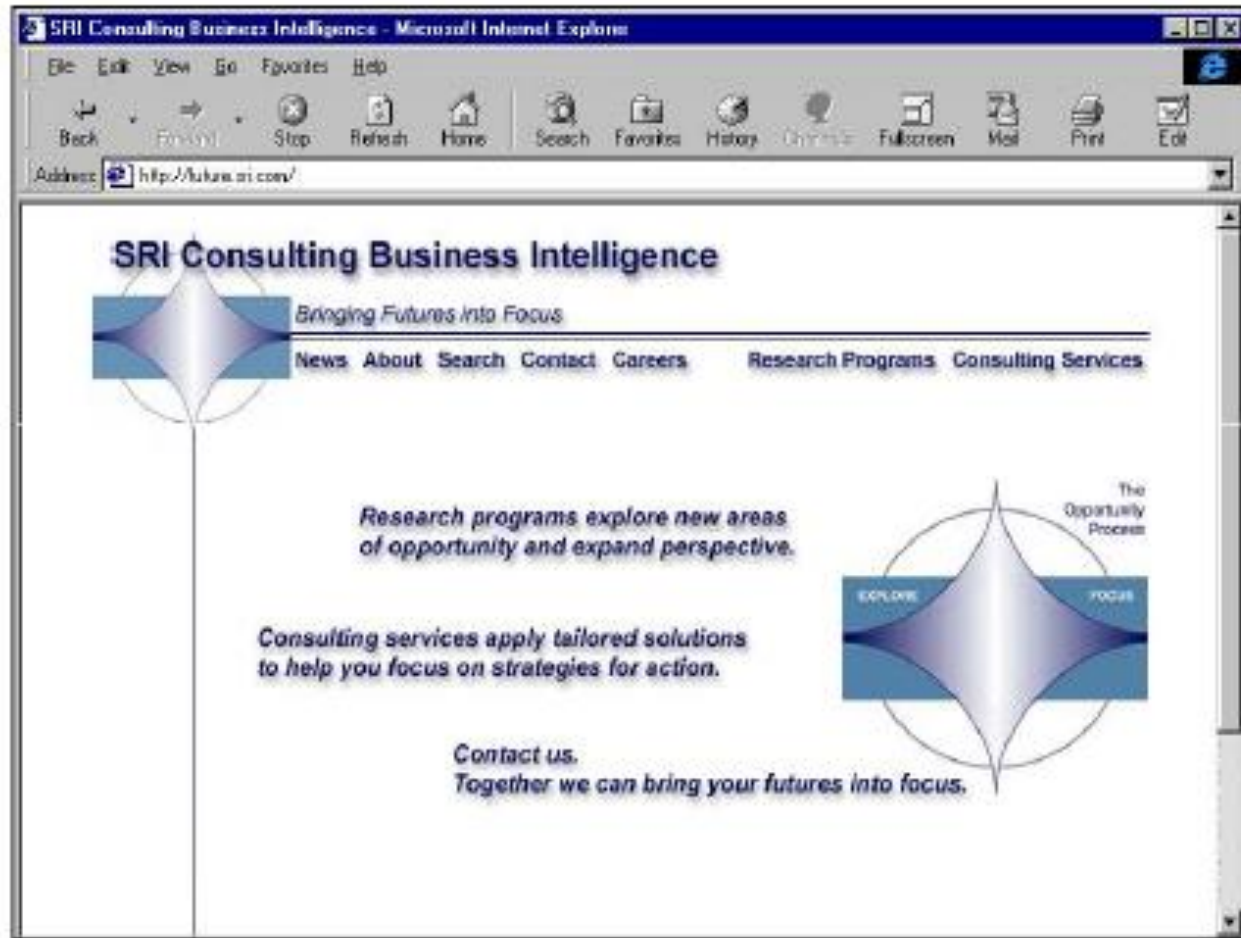 SRI Consulting Business Intelligence - Microsoft Internet Explorer
File Edit View Go Favorites Help
Back Forward Stop Refresh Home Search Favorites History Channels Fullscreen Mail Print Edit
Address http://future.sri.com/
SRI Consulting Business Intelligence
Bringing Futures into Focus
News About Search Contact Careers Research Programs Consulting Services
The
Opportunity
Process
Research programs explore new areas
of opportunity and expand perspective.
EXPLORE FOCUS
Consulting services apply tailored solutions
to help you focus on strategies for action.
Contact us.
Together we can bring your futures into focus.